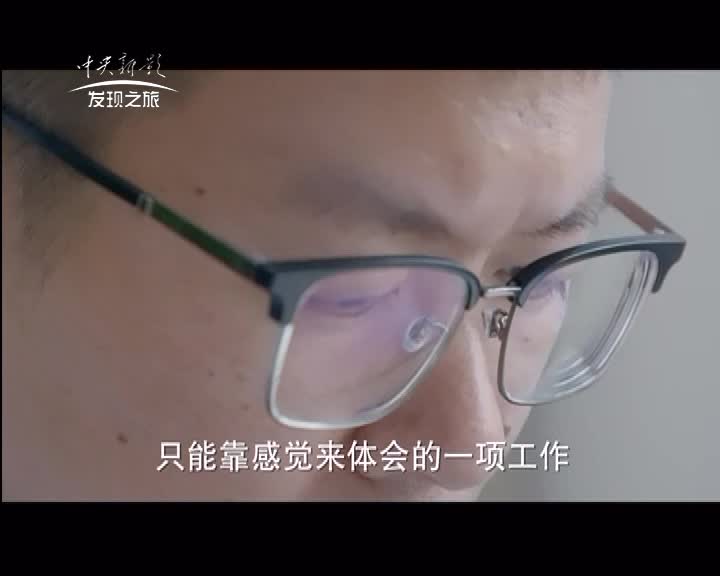 中央新影
发现之旅
只能靠感觉来体会的一项工作